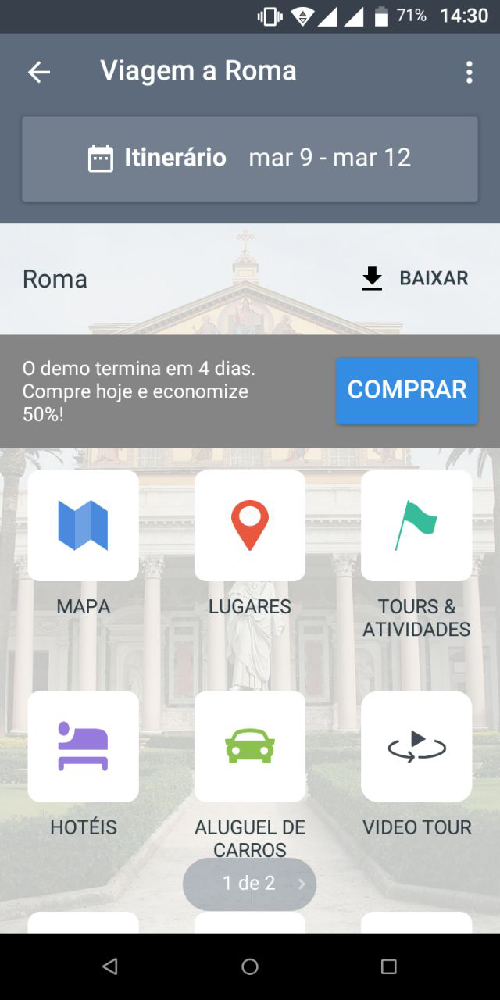 71% 14:30
Viagem a Roma
Itinerário mar 9 - mar 12
Roma BAIXAR
O demo termina em 4 dias.
Compre hoje e economize
50%!
COMPRAR
MAPA LUGARES TOURS &
ATIVIDADES
HOTÉIS ALUGUEL DE VIDEO TOUR
CARROS
1 de 2